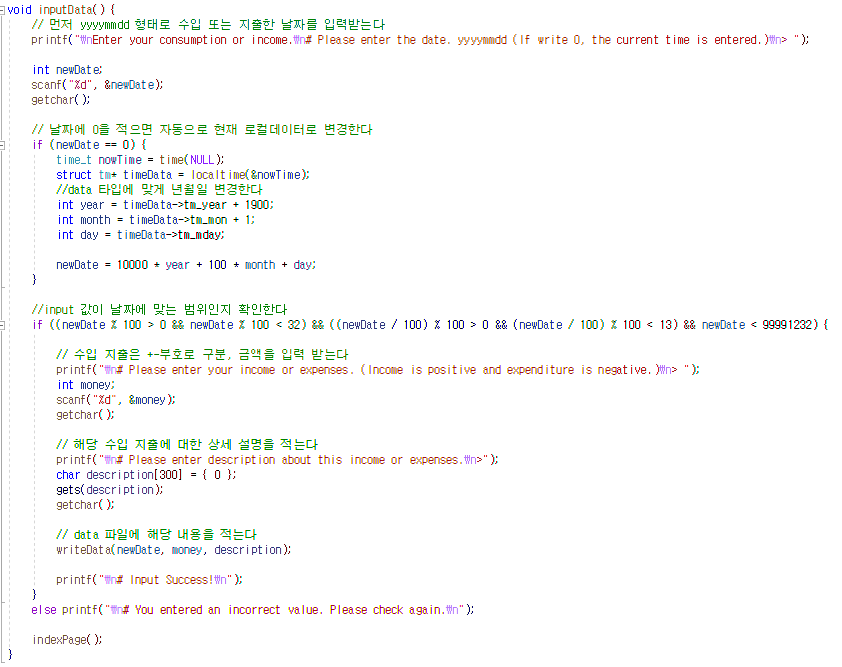 void inputData() {
// 먼저 yyyymmdd 형태로 수입 또는 지출한 날짜를 입력받는다
printf("₩nEnter your consumption or income.₩n# Please enter the date. yyyymmdd (If write 0, the current time is entered.)₩n> ");
int newDate;
scanf("%d", &newDate);
getchar();
// 날짜에 0을 적으면 자동으로 현재 로컬데이터로 변경한다
if (newDate == 0) {
time_t nowTime = time(NULL);
struct tm* timeData = localtime(&nowTime);
//data 타입에 맞게 년월일 변경한다
int year = timeData->tm_year + 1900;
int month = timeData->tm_mon + 1;
int day = timeData->tm_mday;
newDate = 10000 * year + 100 * month + day;
}
//input 값이 날짜에 맞는 범위인지 확인한다
if ((newDate % 100 > 0 && newDate % 100 < 32) && ((newDate / 100) % 100 > 0 && (newDate / 100) % 100 < 13) && newDate < 99991232) {
// 수입 지출은 +-부호로 구분, 금액을 입력 받는다
printf("₩n# Please enter your income or expenses. (Income is positive and expenditure is negative.)₩n> ");
int money;
scanf("%d", &money);
getchar();
// 해당 수입 지출에 대한 상세 설명을 적는다
printf("₩n# Please enter description about this income or expenses.₩n>");
char description[300] = { 0 };
gets(description);
getchar();
// data 파일에 해당 내용을 적는다
writeData(newDate, money, description);
printf("₩n# Input Success!₩n");
}
else printf("₩n# You entered an incorrect value. Please check again.₩n");
indexPage();
}